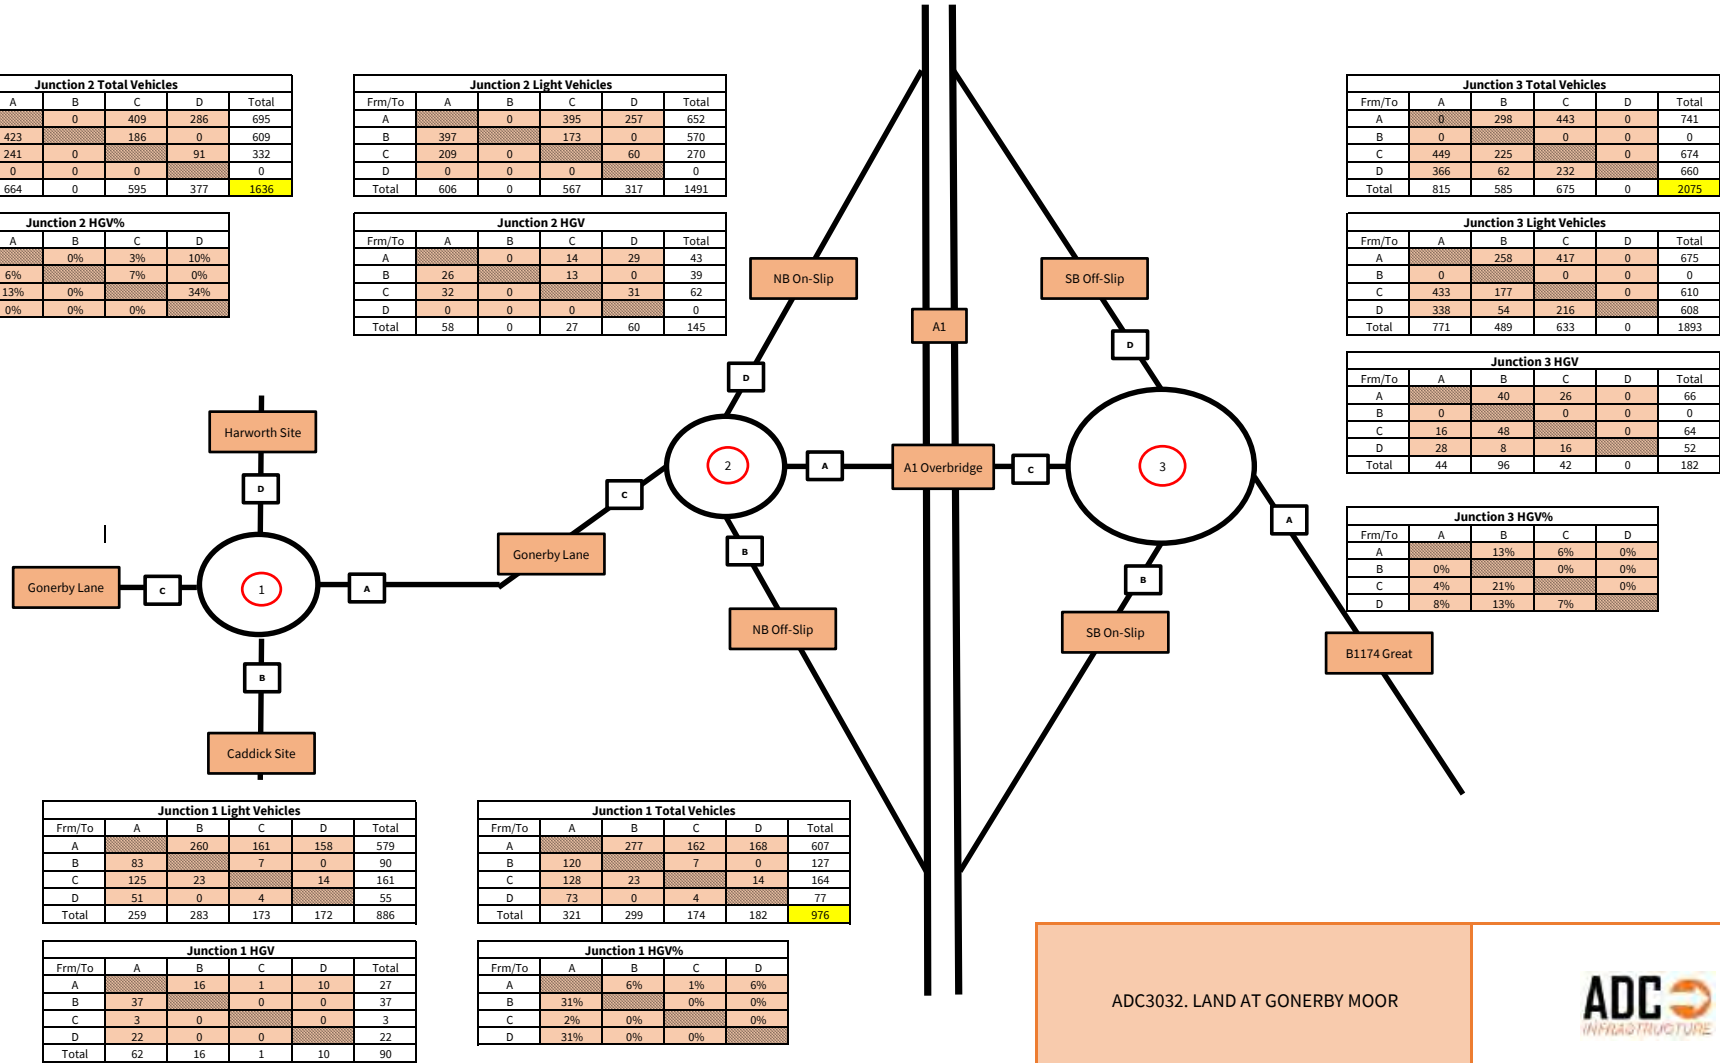 Junction 2 Total Vehicles
A B C D Total
0 409 286 695
423 186 0 609
241 0 91 332
0 0 0 0
664 0 595 377 1636
Junction 2 HGV%
A B C D
0% 3% 10%
6% 7% 0%
13% 0% 34%
0% 0% 0%
Junction 2 Light Vehicles
Frm/To A B C D Total
A 0 395 257 652
B 397 173 0 570
C 209 0 60 270
D 0 0 0 0
Total 606 0 567 317 1491
Junction 2 HGV
Frm/To A B C D Total
A 0 14 29 43
B 26 13 0 39
C 32 0 31 62
D 0 0 0 0
Total 58 0 27 60 145
Junction 3 Total Vehicles
Frm/To A B C D Total
A 0 298 443 0 741
B 0 0 0 0
C 449 225 0 674
D 366 62 232 660
Total 815 585 675 0 2075
Junction 3 Light Vehicles
Frm/To A B C D Total
A 258 417 0 675
B 0 0 0 0
C 433 177 0 610
D 338 54 216 608
Total 771 489 633 0 1893
Junction 3 HGV
Frm/To A B C D Total
A 40 26 0 66
B 0 0 0 0
C 16 48 0 64
D 28 8 16 52
Total 44 96 42 0 182
Junction 3 HGV%
Frm/To A B C D
A 13% 6% 0%
B 0% 0% 0%
C 4% 21% 0%
D 8% 13% 7%
NB On-Slip
SB Off-Slip
A1
D
D
Harworth Site
2
A
A1 Overbridge
C
3
D
C
A
Gonerby Lane
B
B
Gonerby Lane
C
1
A
NB Off-Slip
SB On-Slip
B1174 Great
B
Caddick Site
Junction 1 Light Vehicles
Frm/To A B C D Total
A 260 161 158 579
B 83 7 0 90
C 125 23 14 161
D 51 0 4 55
Total 259 283 173 172 886
Junction 1 Total Vehicles
Frm/To A B C D Total
A 277 162 168 607
B 120 7 0 127
C 128 23 14 164
D 73 0 4 77
Total 321 299 174 182 976
Junction 1 HGV
Frm/To A B C D Total
A 16 1 10 27
B 37 0 0 37
C 3 0 0 3
D 22 0 0 22
Total 62 16 1 10 90
Junction 1 HGV%
Frm/To A B C D
A 6% 1% 6%
B 31% 0% 0%
C 2% 0% 0%
D 31% 0% 0%
ADC3032. LAND AT GONERBY MOOR
ADC
INFRASTRUCTURE